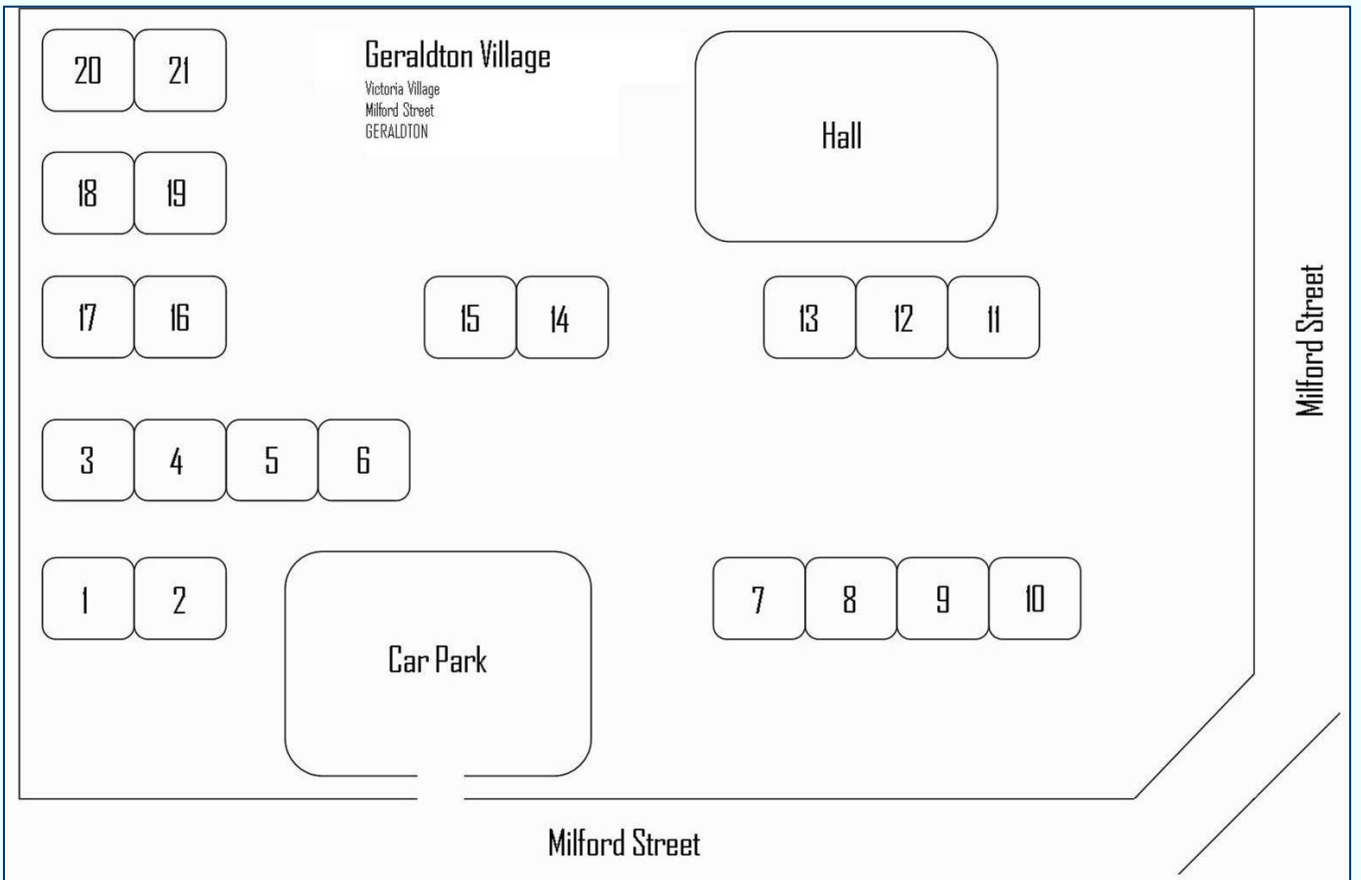 Geraldton Village
Victoria Village
Milford Street
GERALDTON
20 21
Hall
18 19
17 16 15 14 13 12 11
Milford Street
3 4 5 6
1 2 7 8 9 10
Car Park
Milford Street